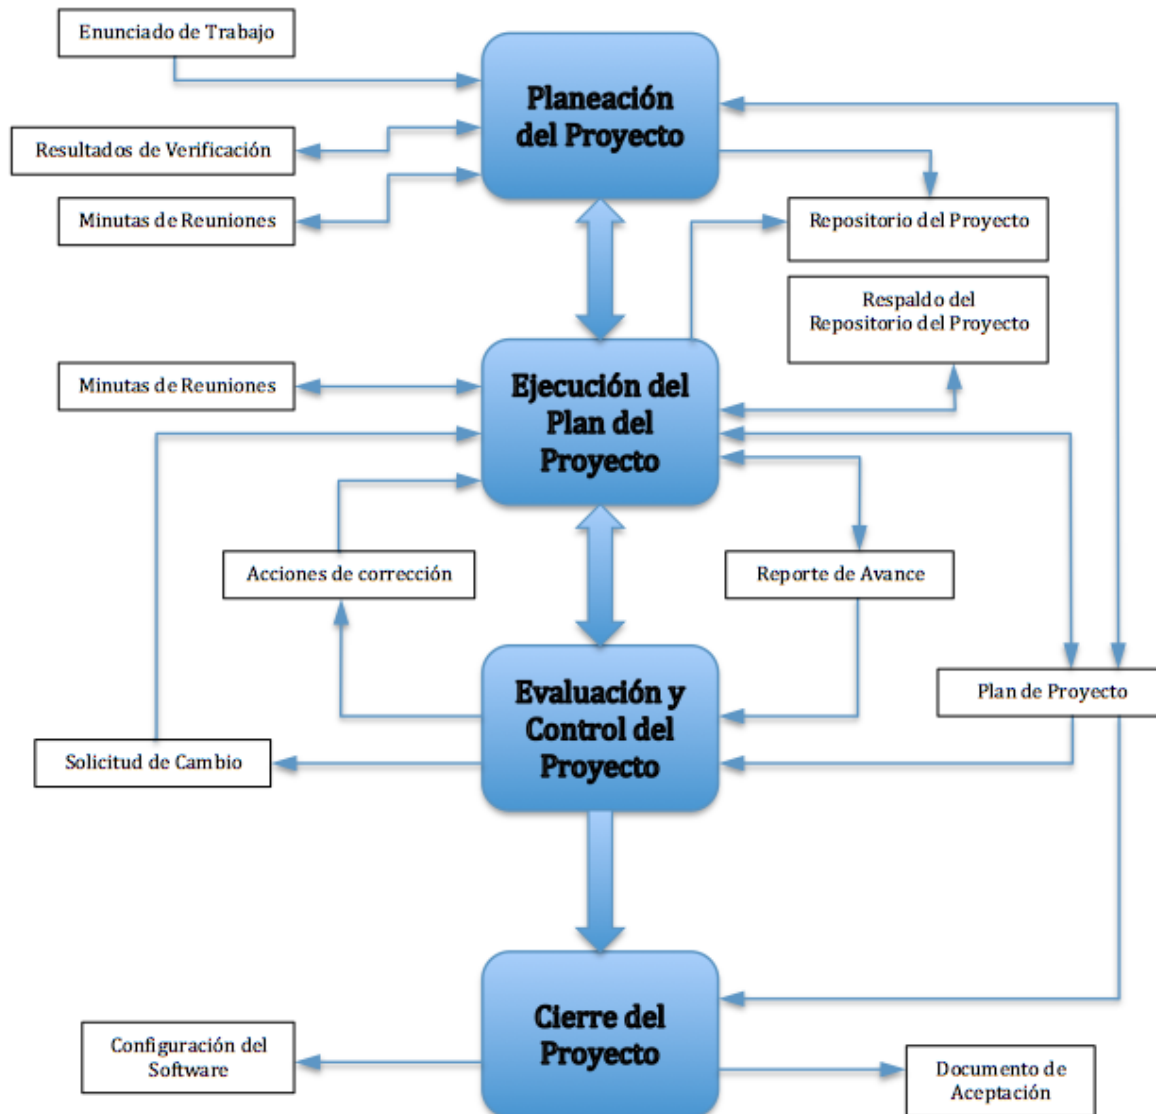 Enunciado de Trabajo
Planeación
del Proyecto
Resultados de Verificación
Minutas de Reuniones
Repositorio del Proyecto
Respaldo del
Repositorio del Proyecto
Minutas de Reuniones
Ejecución del
Plan del
Proyecto
Acciones de corrección
Reporte de Avance
Evaluación y
Control del
Proyecto
Plan de Proyecto
Solicitud de Cambio
Cierre del
Proyecto
Configuración del
Software
Documento de
Aceptación